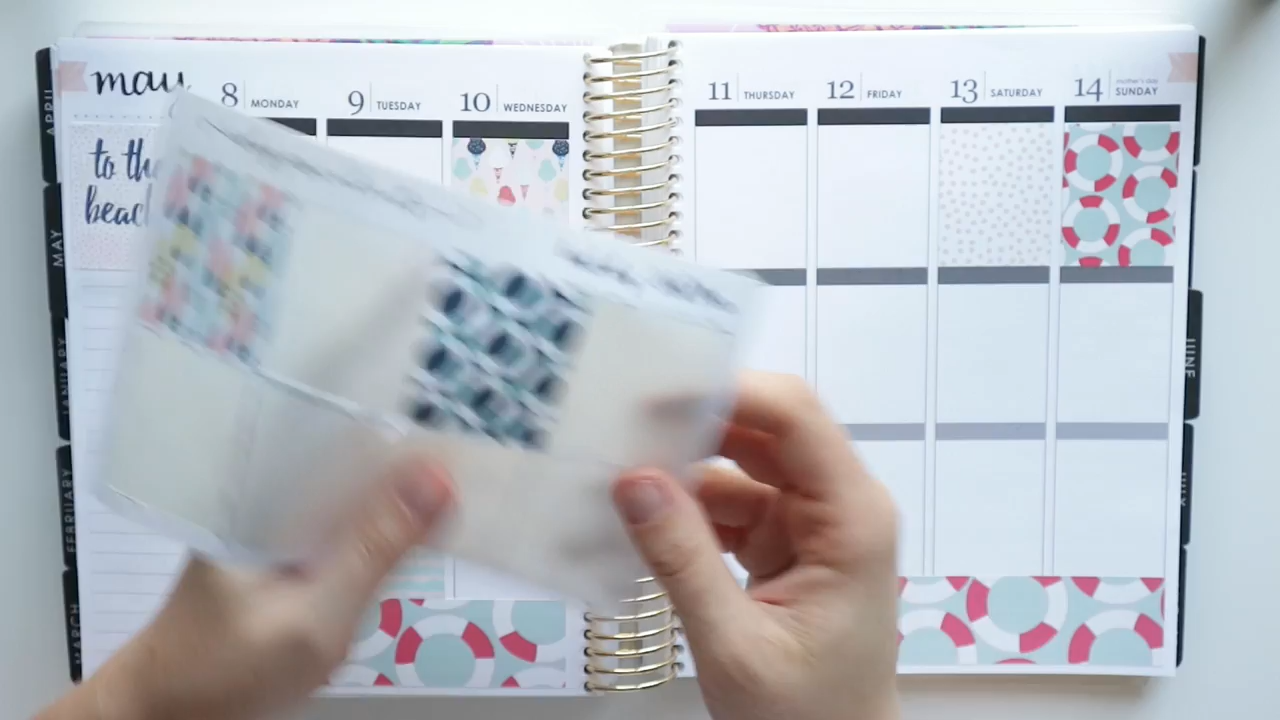 may
8 MONDAY
9 TUESDAY
10 WEDNESDAY
11 THURSDAY
12 FRIDAY
13 SATURDAY
14 mother's day SUNDAY
to the
beach
APRIL
MAY
JANUARY
FEBRUARY
MARCH
JUNE
JULY